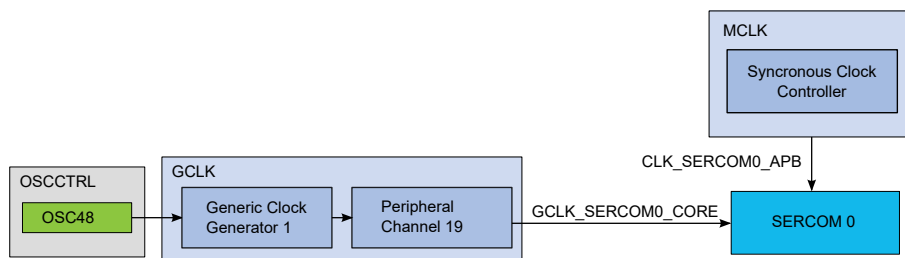 MCLK
Syncronous Clock
Controller
CLK_SERCOM0_APB
OSCCTRL
OSC48
GCLK
Generic Clock
Generator 1
Peripheral
Channel 19
GCLK_SERCOM0_CORE
SERCOM 0